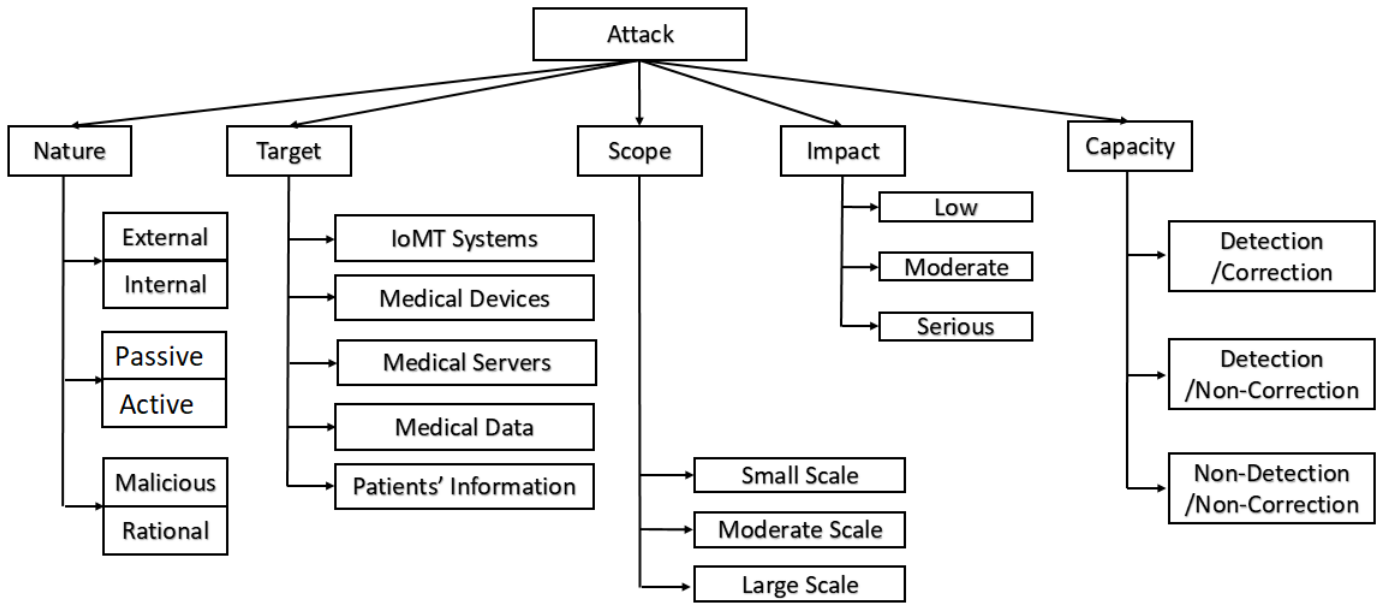 Attack
Nature
Target
Scope
Impact
Capacity
External
Internal
Passive
Active
Malicious
Rational
IoMT Systems
Medical Devices
Medical Servers
Medical Data
Patients’ Information
Small Scale
Moderate Scale
Large Scale
Low
Moderate
Serious
Detection
/Correction
Detection
/Non-Correction
Non-Detection
/Non-Correction